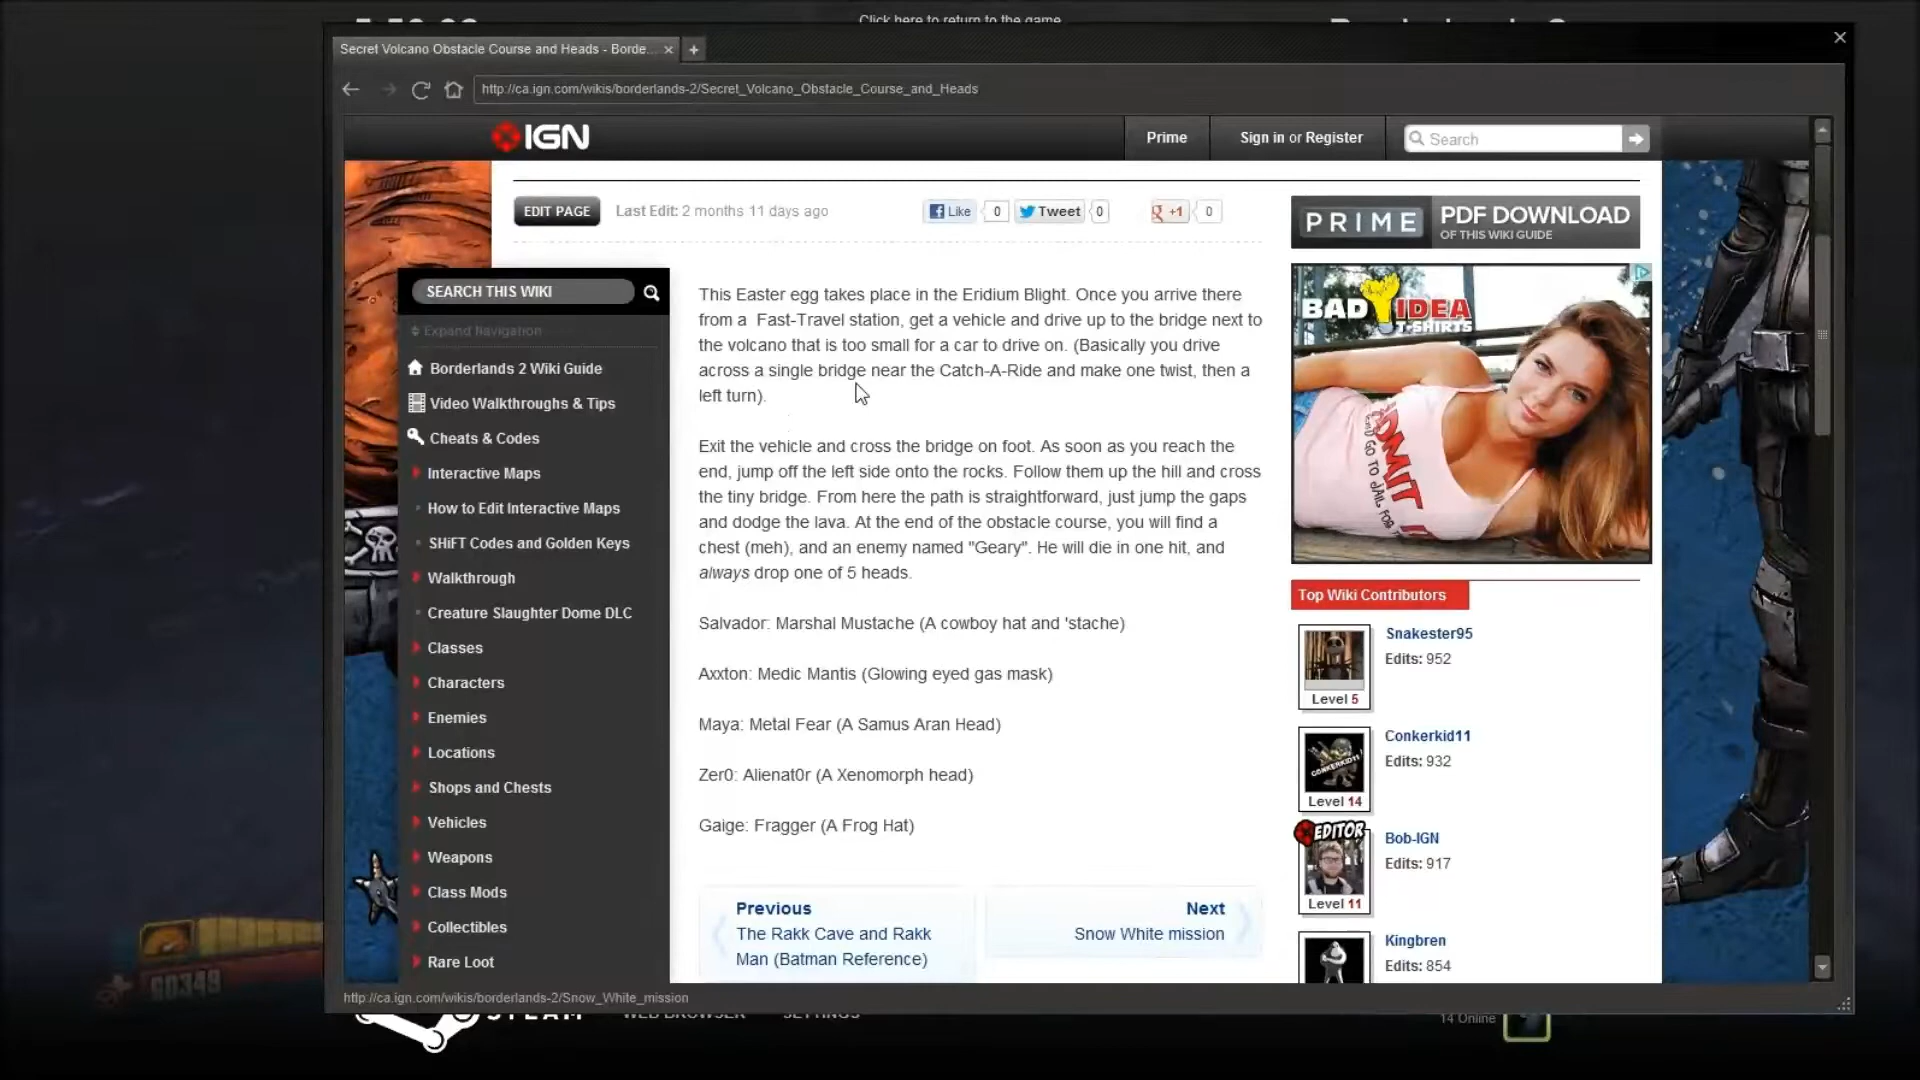 Click here to return to the game
Secret Volcano Obstacle Course and Heads - Borde...
http://ca.ign.com/wikis/borderlands-2/Secret_Volcano_Obstacle_Course_and_Heads
IGN
Prime
Sign in or Register
Search
EDIT PAGE
Last Edit: 2 months 11 days ago
Like
0
Tweet
0
+1
0
PRIME
PDF DOWNLOAD
OF THIS WIKI GUIDE
SEARCH THIS WIKI
Expand Navigation
Borderlands 2 Wiki Guide
Video Walkthroughs & Tips
Cheats & Codes
Interactive Maps
How to Edit Interactive Maps
SHiFT Codes and Golden Keys
Walkthrough
Creature Slaughter Dome DLC
Classes
Characters
Enemies
Locations
Shops and Chests
Vehicles
Weapons
Class Mods
Collectibles
Rare Loot
This Easter egg takes place in the Eridium Blight. Once you arrive there
from a Fast-Travel station, get a vehicle and drive up to the bridge next to
the volcano that is too small for a car to drive on. (Basically you drive
across a single bridge near the Catch-A-Ride and make one twist, then a
left turn).
Exit the vehicle and cross the bridge on foot. As soon as you reach the
end, jump off the left side onto the rocks. Follow them up the hill and cross
the tiny bridge. From here the path is straightforward, just jump the gaps
and dodge the lava. At the end of the obstacle course, you will find a
chest (meh), and an enemy named "Geary". He will die in one hit, and
always drop one of 5 heads.
Salvador: Marshal Mustache (A cowboy hat and 'stache)
Axxton: Medic Mantis (Glowing eyed gas mask)
Maya: Metal Fear (A Samus Aran Head)
Zer0: Alienat0r (A Xenomorph head)
Gaige: Fragger (A Frog Hat)
Previous
The Rakk Cave and Rakk
Man (Batman Reference)
Next
Snow White mission
BAD IDEA
T-SHIRTS
Top Wiki Contributors
Snakester95
Edits: 952
Level 5
Conkerkid11
Edits: 932
CONKERKID11
Level 14
EDITOR
Bob-IGN
Edits: 917
Level 11
Kingbren
Edits: 854
http://ca.ign.com/wikis/borderlands-2/Snow_White_mission
STEAM
WEB BROWSER
SETTINGS
14 Online
G0349